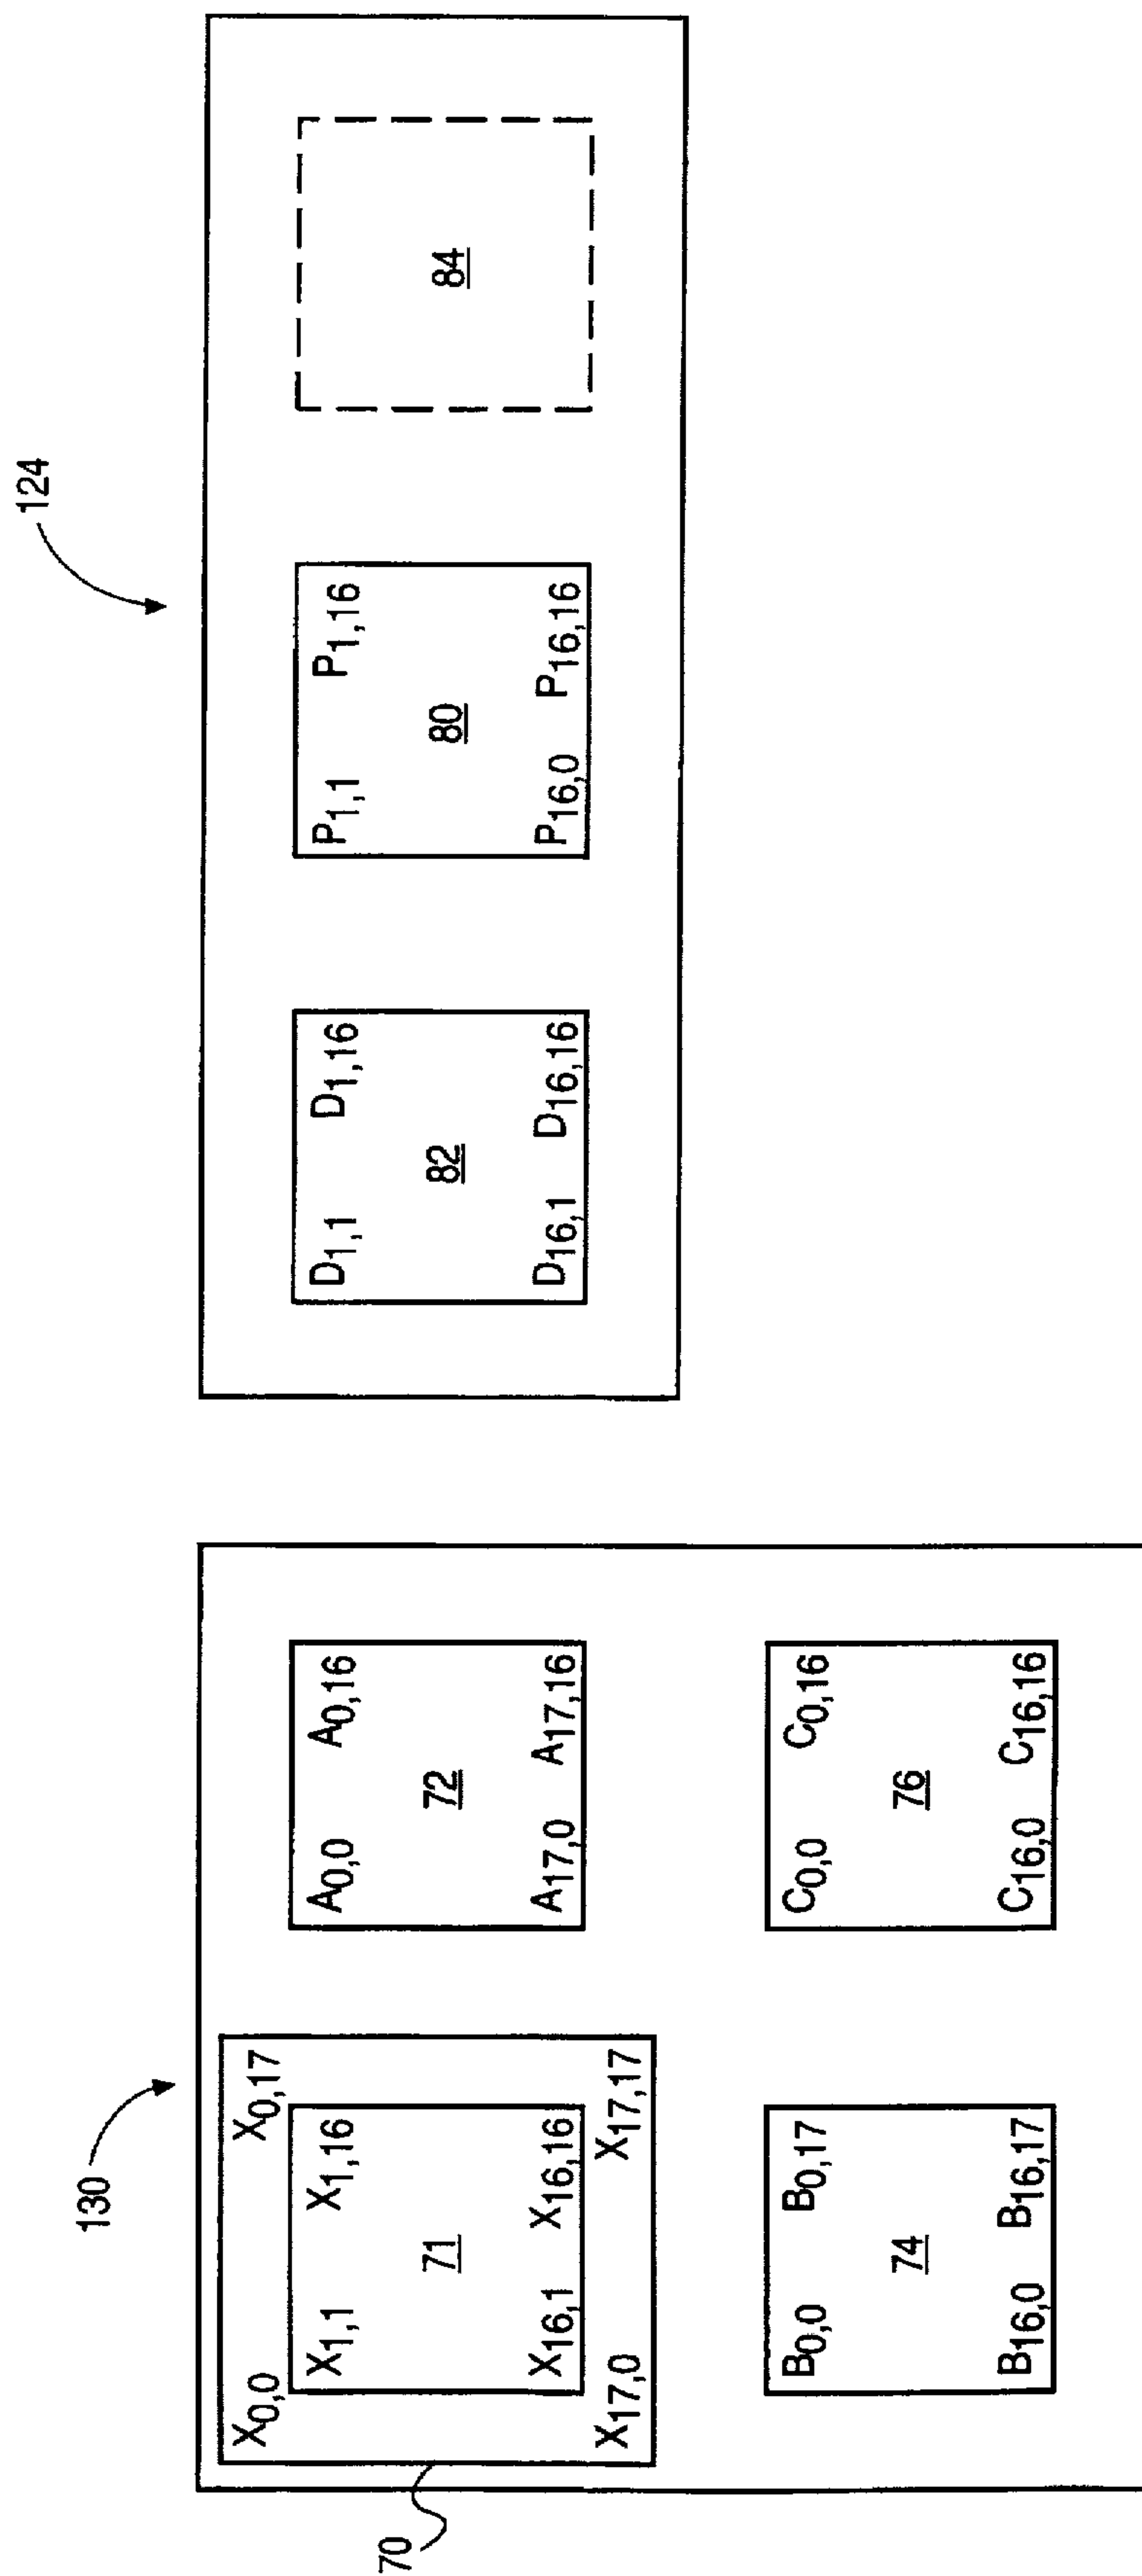 130
70
X0,0 X0,17
X1,1 X1,16
71
X16,1 X16,16
X17,0 X17,17
A0,0 A0,16
72
A17,0 A17,16
B0,0 B0,17
74
B16,0 B16,17
C0,0 C0,16
76
C16,0 C16,16
124
D1,1 D1,16
82
D16,1 D16,16
P1,1 P1,16
80
P16,0 P16,16
84